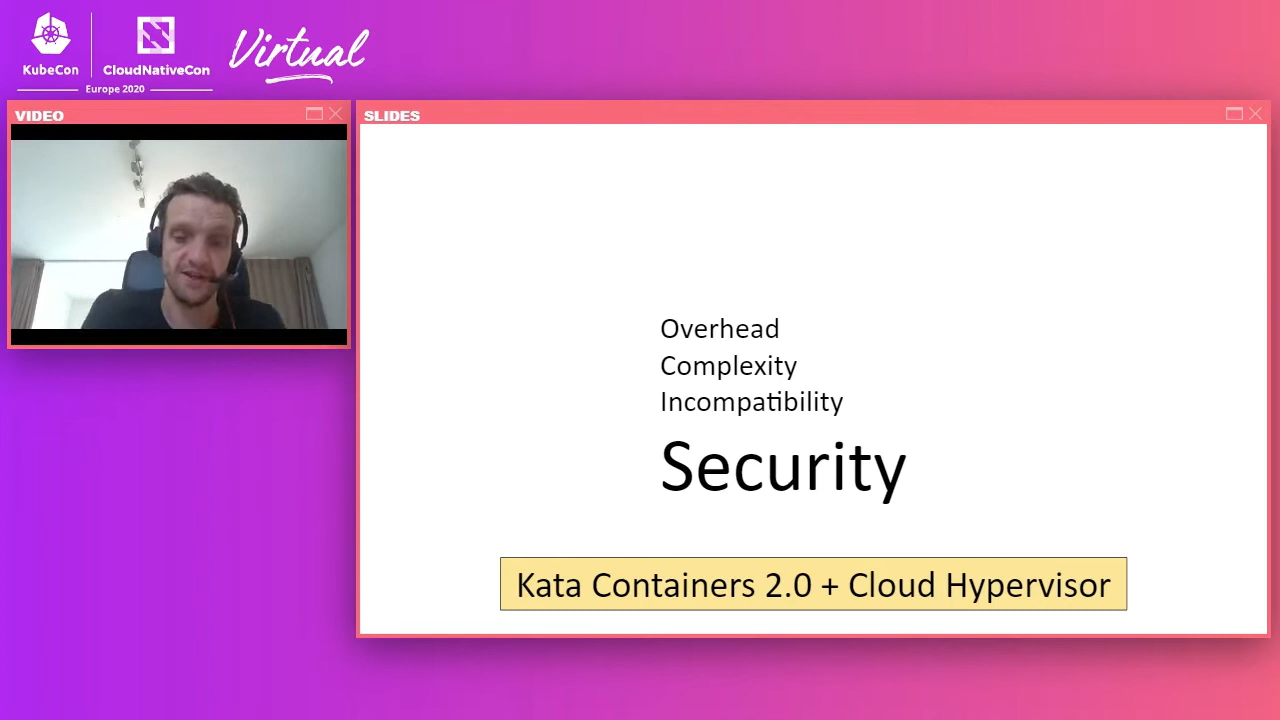 KubeCon
CloudNativeCon
Europe 2020
Virtual
VIDEO
SLIDES
Overhead
Complexity
Incompatibility
Security
Kata Containers 2.0 + Cloud Hypervisor